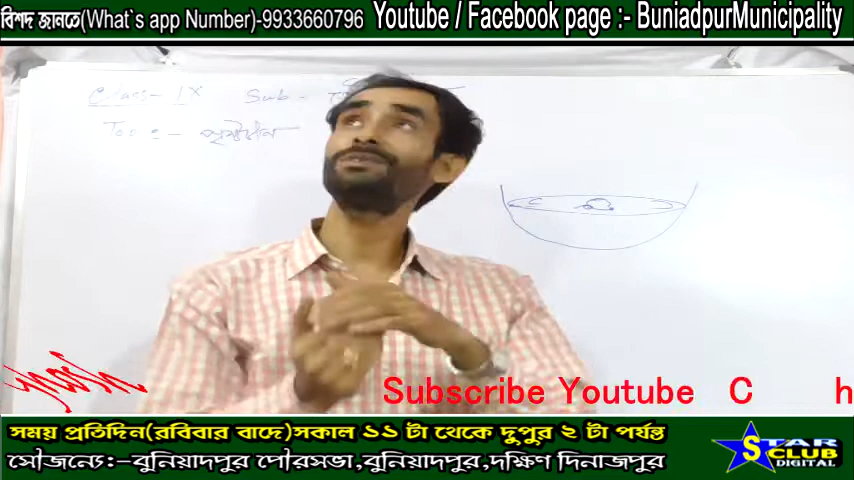 বিশদ জানতে(What`s app Number)-9933660796 Youtube / Facebook page :- BuniadpurMunicipality
Class - IX Sub -
পৃষ্ঠটান
C
Subscribe Youtube C h
সময় প্রতিদিন(রবিবার বাদে)সকাল ১১ টা থেকে দুপুর ২ টা পর্যন্ত
সৌজন্যে:-বুনিয়াদপুর পৌরসভা,বুনিয়াদপুর,দক্ষিণ দিনাজপুর
STAR
CLUB
DIGITAL